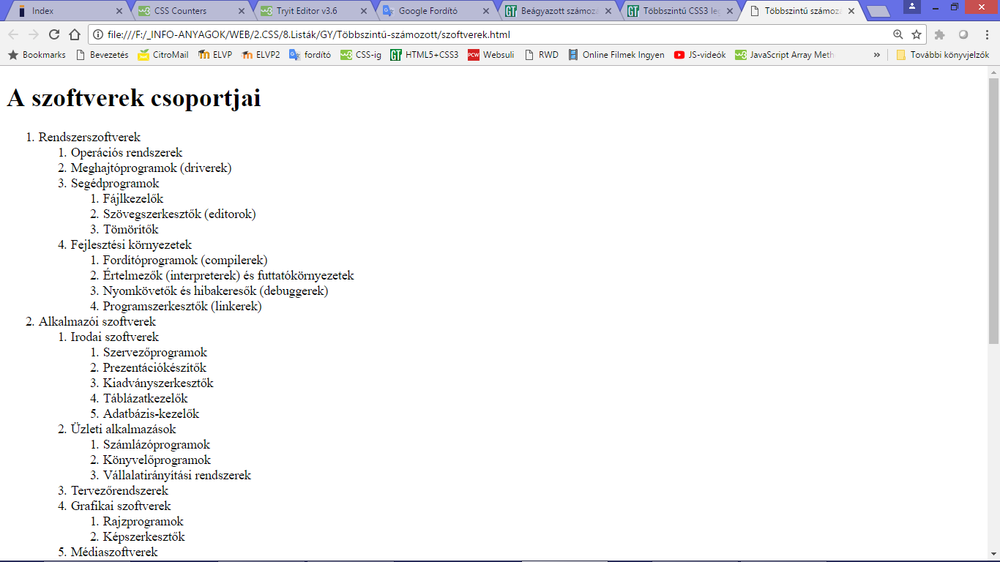 Index
CSS Counters
Tryit Editor v3.6
Google Fordító
Beágyazott számoz
Többszintű CSS3 leg
Többszintű számoz
file:///F:/_INFO-ANYAGOK/WEB/2.CSS/8.Listák/GY/Többszintű-számozott/szoftverek.html
Bookmarks Bevezetés CitroMail ELVP ELVP2 fordító CSS-ig HTML5+CSS3 Websuli RWD Online Filmek Ingyen JS-videók JavaScript Array Meth » További könyvjelzők
A szoftverek csoportjai
1. Rendszerszoftverek
1. Operációs rendszerek
2. Meghajtóprogramok (driverek)
3. Segédprogramok
1. Fájlkezelők
2. Szövegszerkesztők (editorok)
3. Tömörítők
4. Fejlesztési környezetek
1. Fordítóprogramok (compilerek)
2. Értelmezők (interpreterek) és futtatókörnyezetek
3. Nyomkövetők és hibakeresők (debuggerek)
4. Programszerkesztők (linkerek)
2. Alkalmazói szoftverek
1. Irodai szoftverek
1. Szervezőprogramok
2. Prezentációkészítők
3. Kiadványszerkesztők
4. Táblázatkezelők
5. Adatbázis-kezelők
2. Üzleti alkalmazások
1. Számlázóprogramok
2. Könyvelőprogramok
3. Vállalatirányítási rendszerek
3. Tervezőrendszerek
4. Grafikai szoftverek
1. Rajzprogramok
2. Képszerkesztők
5. Médiaszoftverek